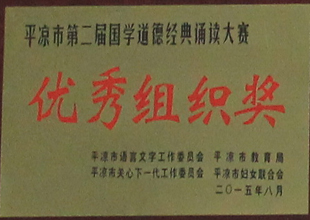 平凉市第二届国学道德经典诵读大赛
优秀组织奖
平凉市语言文字工作委员会 平凉市教育局
平凉市关心下一代工作委员会 平凉市妇女联合会
二〇一五年八月